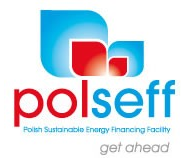 polseff
Polish Sustainable Energy Financing Facility
get ahead